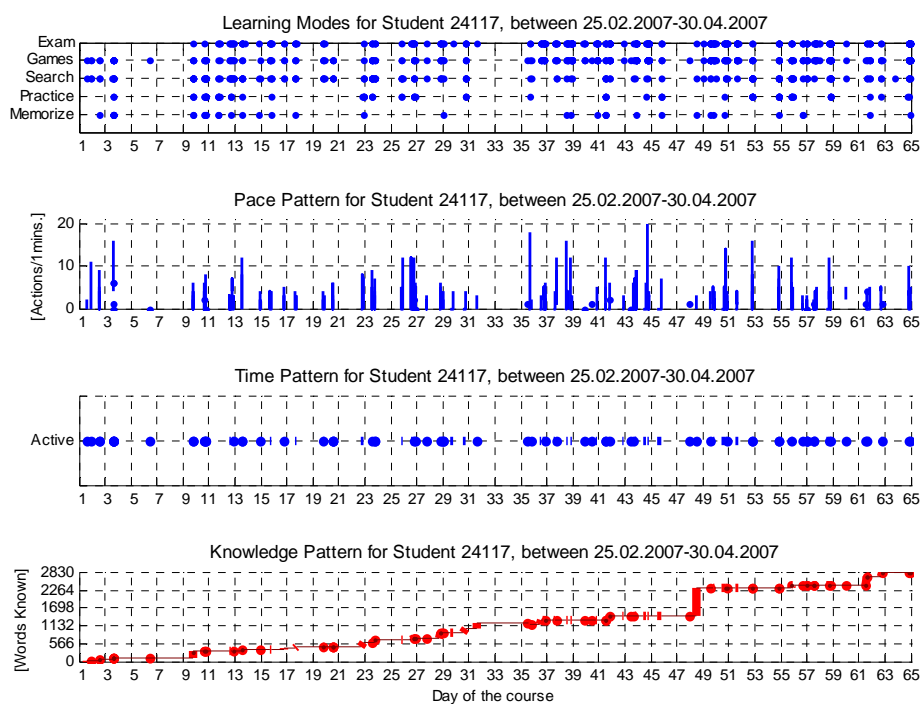 Learning Modes for Student 24117, between 25.02.2007-30.04.2007
Exam
Games
Search
Practice
Memorize
1 3 5 7 9 11 13 15 17 19 21 23 25 27 29 31 33 35 37 39 41 43 45 47 49 51 53 55 57 59 61 63 65
Pace Pattern for Student 24117, between 25.02.2007-30.04.2007
[Actions/1mins.]
20
10
0
1 3 5 7 9 11 13 15 17 19 21 23 25 27 29 31 33 35 37 39 41 43 45 47 49 51 53 55 57 59 61 63 65
Time Pattern for Student 24117, between 25.02.2007-30.04.2007
Active
1 3 5 7 9 11 13 15 17 19 21 23 25 27 29 31 33 35 37 39 41 43 45 47 49 51 53 55 57 59 61 63 65
Knowledge Pattern for Student 24117, between 25.02.2007-30.04.2007
[Words Known]
2830
2264
1698
1132
566
0
1 3 5 7 9 11 13 15 17 19 21 23 25 27 29 31 33 35 37 39 41 43 45 47 49 51 53 55 57 59 61 63 65
Day of the course